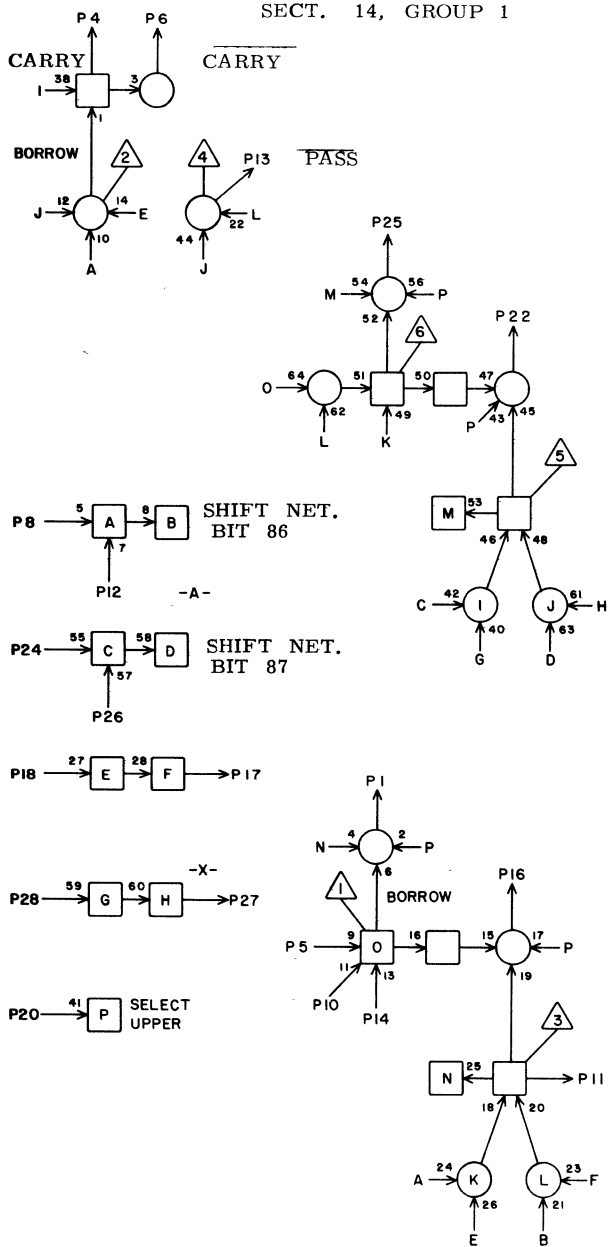 SECT. 14, GROUP 1
P4 P6
CARRY CARRY
38 3
I
1
BORROW 2 4 P13 PASS
12 14
J E L
10 44 22
A J
P25
54 56
M P
52 P22
6
64 51 50 47
O
62 49 P 43 45
L K
5
P8 5 A 8 B SHIFT NET.
BIT 86
7
P12 -A-
M 53
46 48
C 42 I J 61 H
40 63
G D
P24 55 C 58 D SHIFT NET.
BIT 87
57
P26
P18 27 E 28 F P17
P1
N 4 2 P
6
-X-
P28 59 G 60 H P27
1 BORROW P16
P5 9 O 16 15 17 P
11 13 19
P10 P14
P20 41 P SELECT
UPPER
3
N 25 P11
18 20
A 24 K L 23 F
26 21
E B